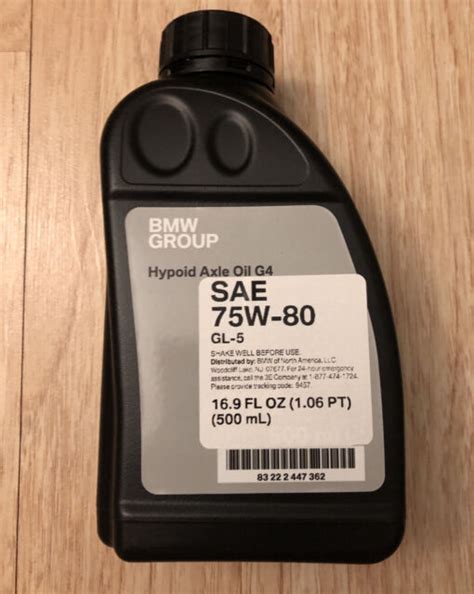 BMW
GROUP
Hypoid Axle Oil G4
SAE
75W-80
GL-5
SHAKE WELL BEFORE USE.
Distributed by: BMW of North America, LLC
Woodcliff Lake, NJ. 07677. For 24-hour emergency
assistance, call the 3E Company at 1-877-474-1724.
Please provide tracking code: 9457.
16.9 FL OZ (1.06 PT)
(500 mL)
83 22 2 447 362